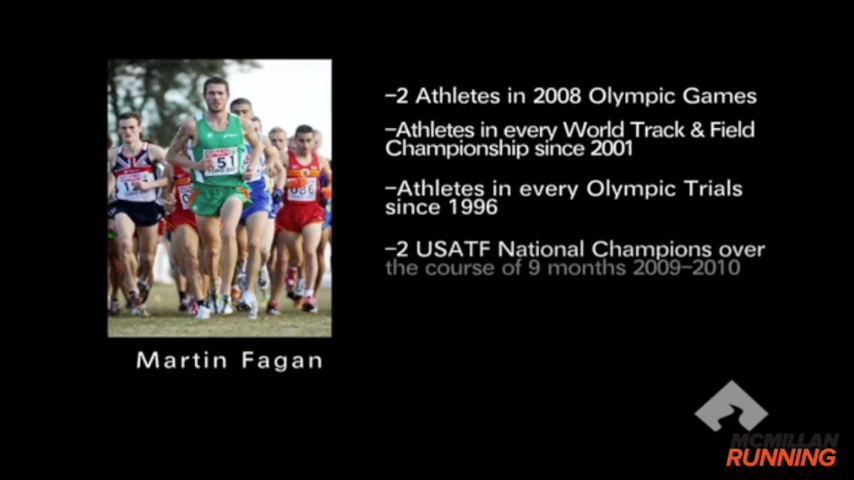 -2 Athletes in 2008 Olympic Games
-Athletes in every World Track & Field
Championship since 2001
-Athletes in every Olympic Trials
since 1996
-2 USATF National Champions over
the course of 9 months 2009-2010
51
Martin Fagan
MCMILLAN
RUNNING